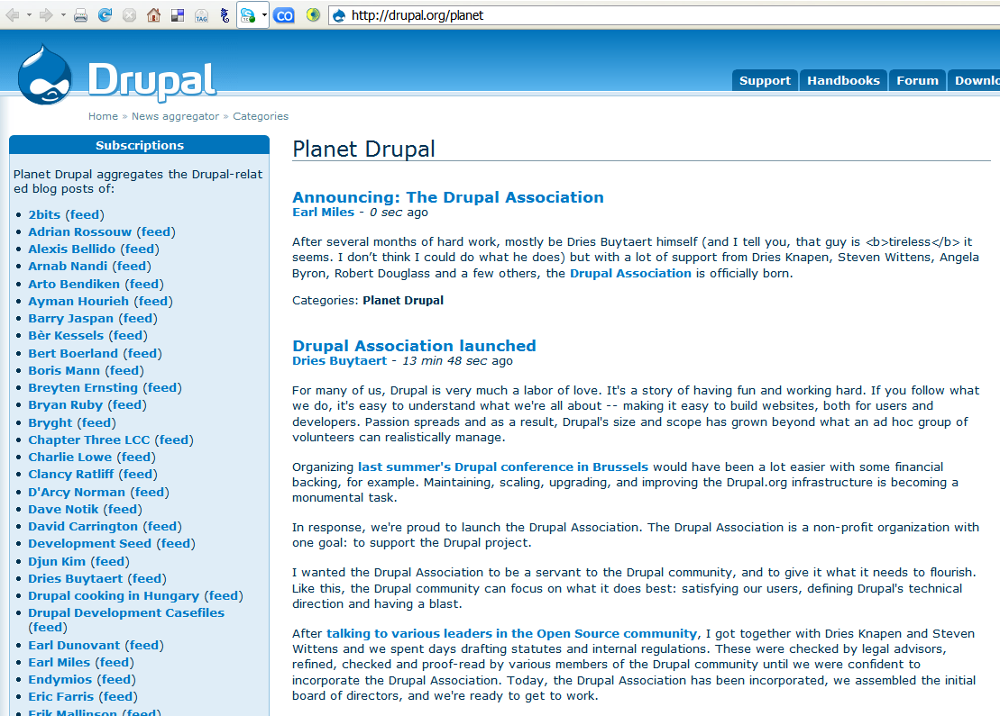 http://drupal.org/planet
TAG
CO
Drupal
Support
Handbooks
Forum
Downlo
Home » News aggregator » Categories
Subscriptions
Planet Drupal aggregates the Drupal-relat
ed blog posts of:
2bits (feed)
Adrian Rossouw (feed)
Alexis Bellido (feed)
Arnab Nandi (feed)
Arto Bendiken (feed)
Ayman Hourieh (feed)
Barry Jaspan (feed)
Bèr Kessels (feed)
Bert Boerland (feed)
Boris Mann (feed)
Breyten Ernsting (feed)
Bryan Ruby (feed)
Bryght (feed)
Chapter Three LCC (feed)
Charlie Lowe (feed)
Clancy Ratliff (feed)
D'Arcy Norman (feed)
Dave Notik (feed)
David Carrington (feed)
Development Seed (feed)
Djun Kim (feed)
Dries Buytaert (feed)
Drupal cooking in Hungary (feed)
Drupal Development Casefiles
(feed)
Earl Dunovant (feed)
Earl Miles (feed)
Endymios (feed)
Eric Farris (feed)
Erik Mallinson (feed)
Planet Drupal
Announcing: The Drupal Association
Earl Miles - 0 sec ago
After several months of hard work, mostly be Dries Buytaert himself (and I tell you, that guy is <b>tireless</b> it
seems. I don’t think I could do what he does) but with a lot of support from Dries Knapen, Steven Wittens, Angela
Byron, Robert Douglass and a few others, the Drupal Association is officially born.
Categories: Planet Drupal
Drupal Association launched
Dries Buytaert - 13 min 48 sec ago
For many of us, Drupal is very much a labor of love. It's a story of having fun and working hard. If you follow what
we do, it's easy to understand what we're all about -- making it easy to build websites, both for users and
developers. Passion spreads and as a result, Drupal's size and scope has grown beyond what an ad hoc group of
volunteers can realistically manage.
Organizing last summer's Drupal conference in Brussels would have been a lot easier with some financial
backing, for example. Maintaining, scaling, upgrading, and improving the Drupal.org infrastructure is becoming a
monumental task.
In response, we're proud to launch the Drupal Association. The Drupal Association is a non-profit organization with
one goal: to support the Drupal project.
I wanted the Drupal Association to be a servant to the Drupal community, and to give it what it needs to flourish.
Like this, the Drupal community can focus on what it does best: satisfying our users, defining Drupal's technical
direction and having a blast.
After talking to various leaders in the Open Source community, I got together with Dries Knapen and Steven
Wittens and we spent days drafting statutes and internal regulations. These were checked by legal advisors,
refined, checked and proof-read by various members of the Drupal community until we were confident to
incorporate the Drupal Association. Today, the Drupal Association has been incorporated, we assembled the initial
board of directors, and we're ready to get to work.